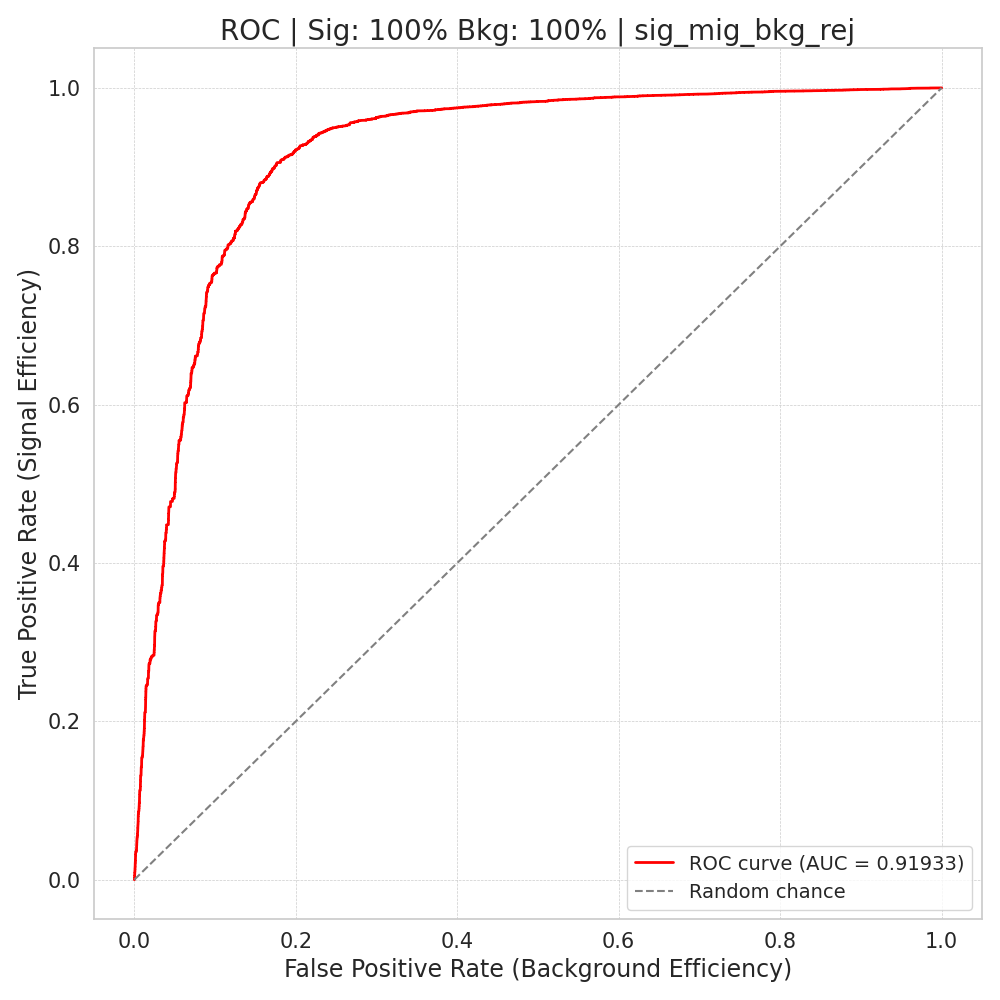 ROC | Sig: 100% Bkg: 100% | sig_mig_bkg_rej
True Positive Rate (Signal Efficiency)
1.0
0.8
0.6
0.4
0.2
0.0
ROC curve (AUC = 0.91933)
Random chance
0.0 0.2 0.4 0.6 0.8 1.0
False Positive Rate (Background Efficiency)